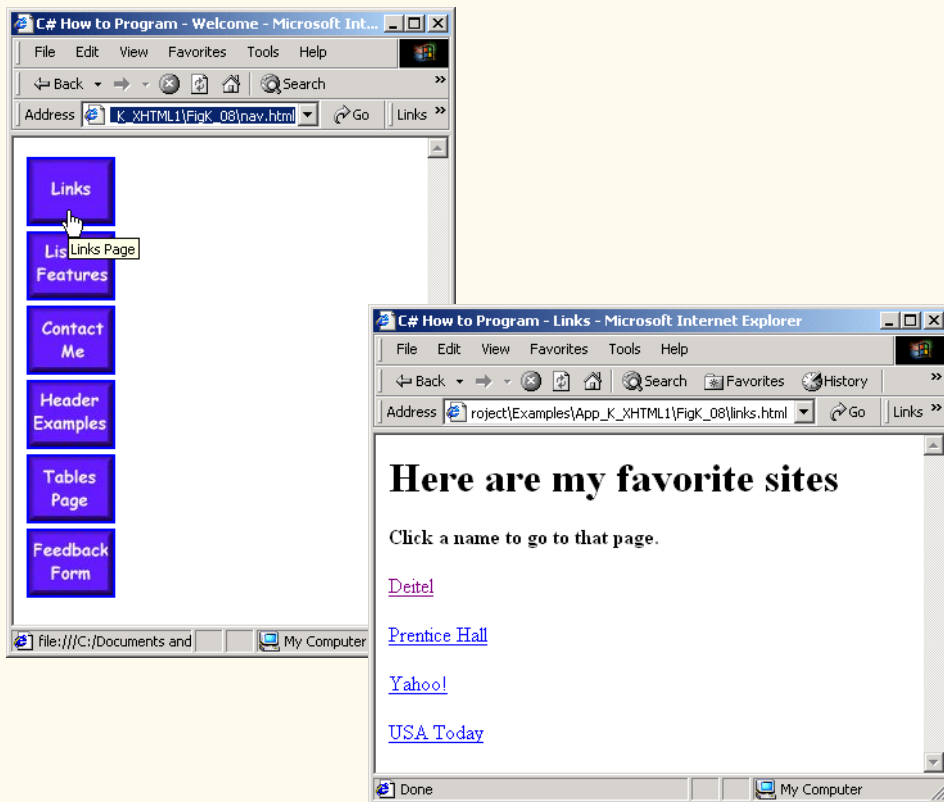 C# How to Program - Welcome - Microsoft Int...
File Edit View Favorites Tools Help
Back Search »
Address K_XHTML1\FigK_08\nav.html Go Links »
Links
Links Page
Lis
Features
Contact
Me
Header
Examples
Tables
Page
Feedback
Form
file:///C:/Documents and My Computer
C# How to Program - Links - Microsoft Internet Explorer
File Edit View Favorites Tools Help
Back Search Favorites History »
Address roject\Examples\App_K_XHTML1\FigK_08\links.html Go Links »
Here are my favorite sites
Click a name to go to that page.
Deitel
Prentice Hall
Yahoo!
USA Today
Done My Computer